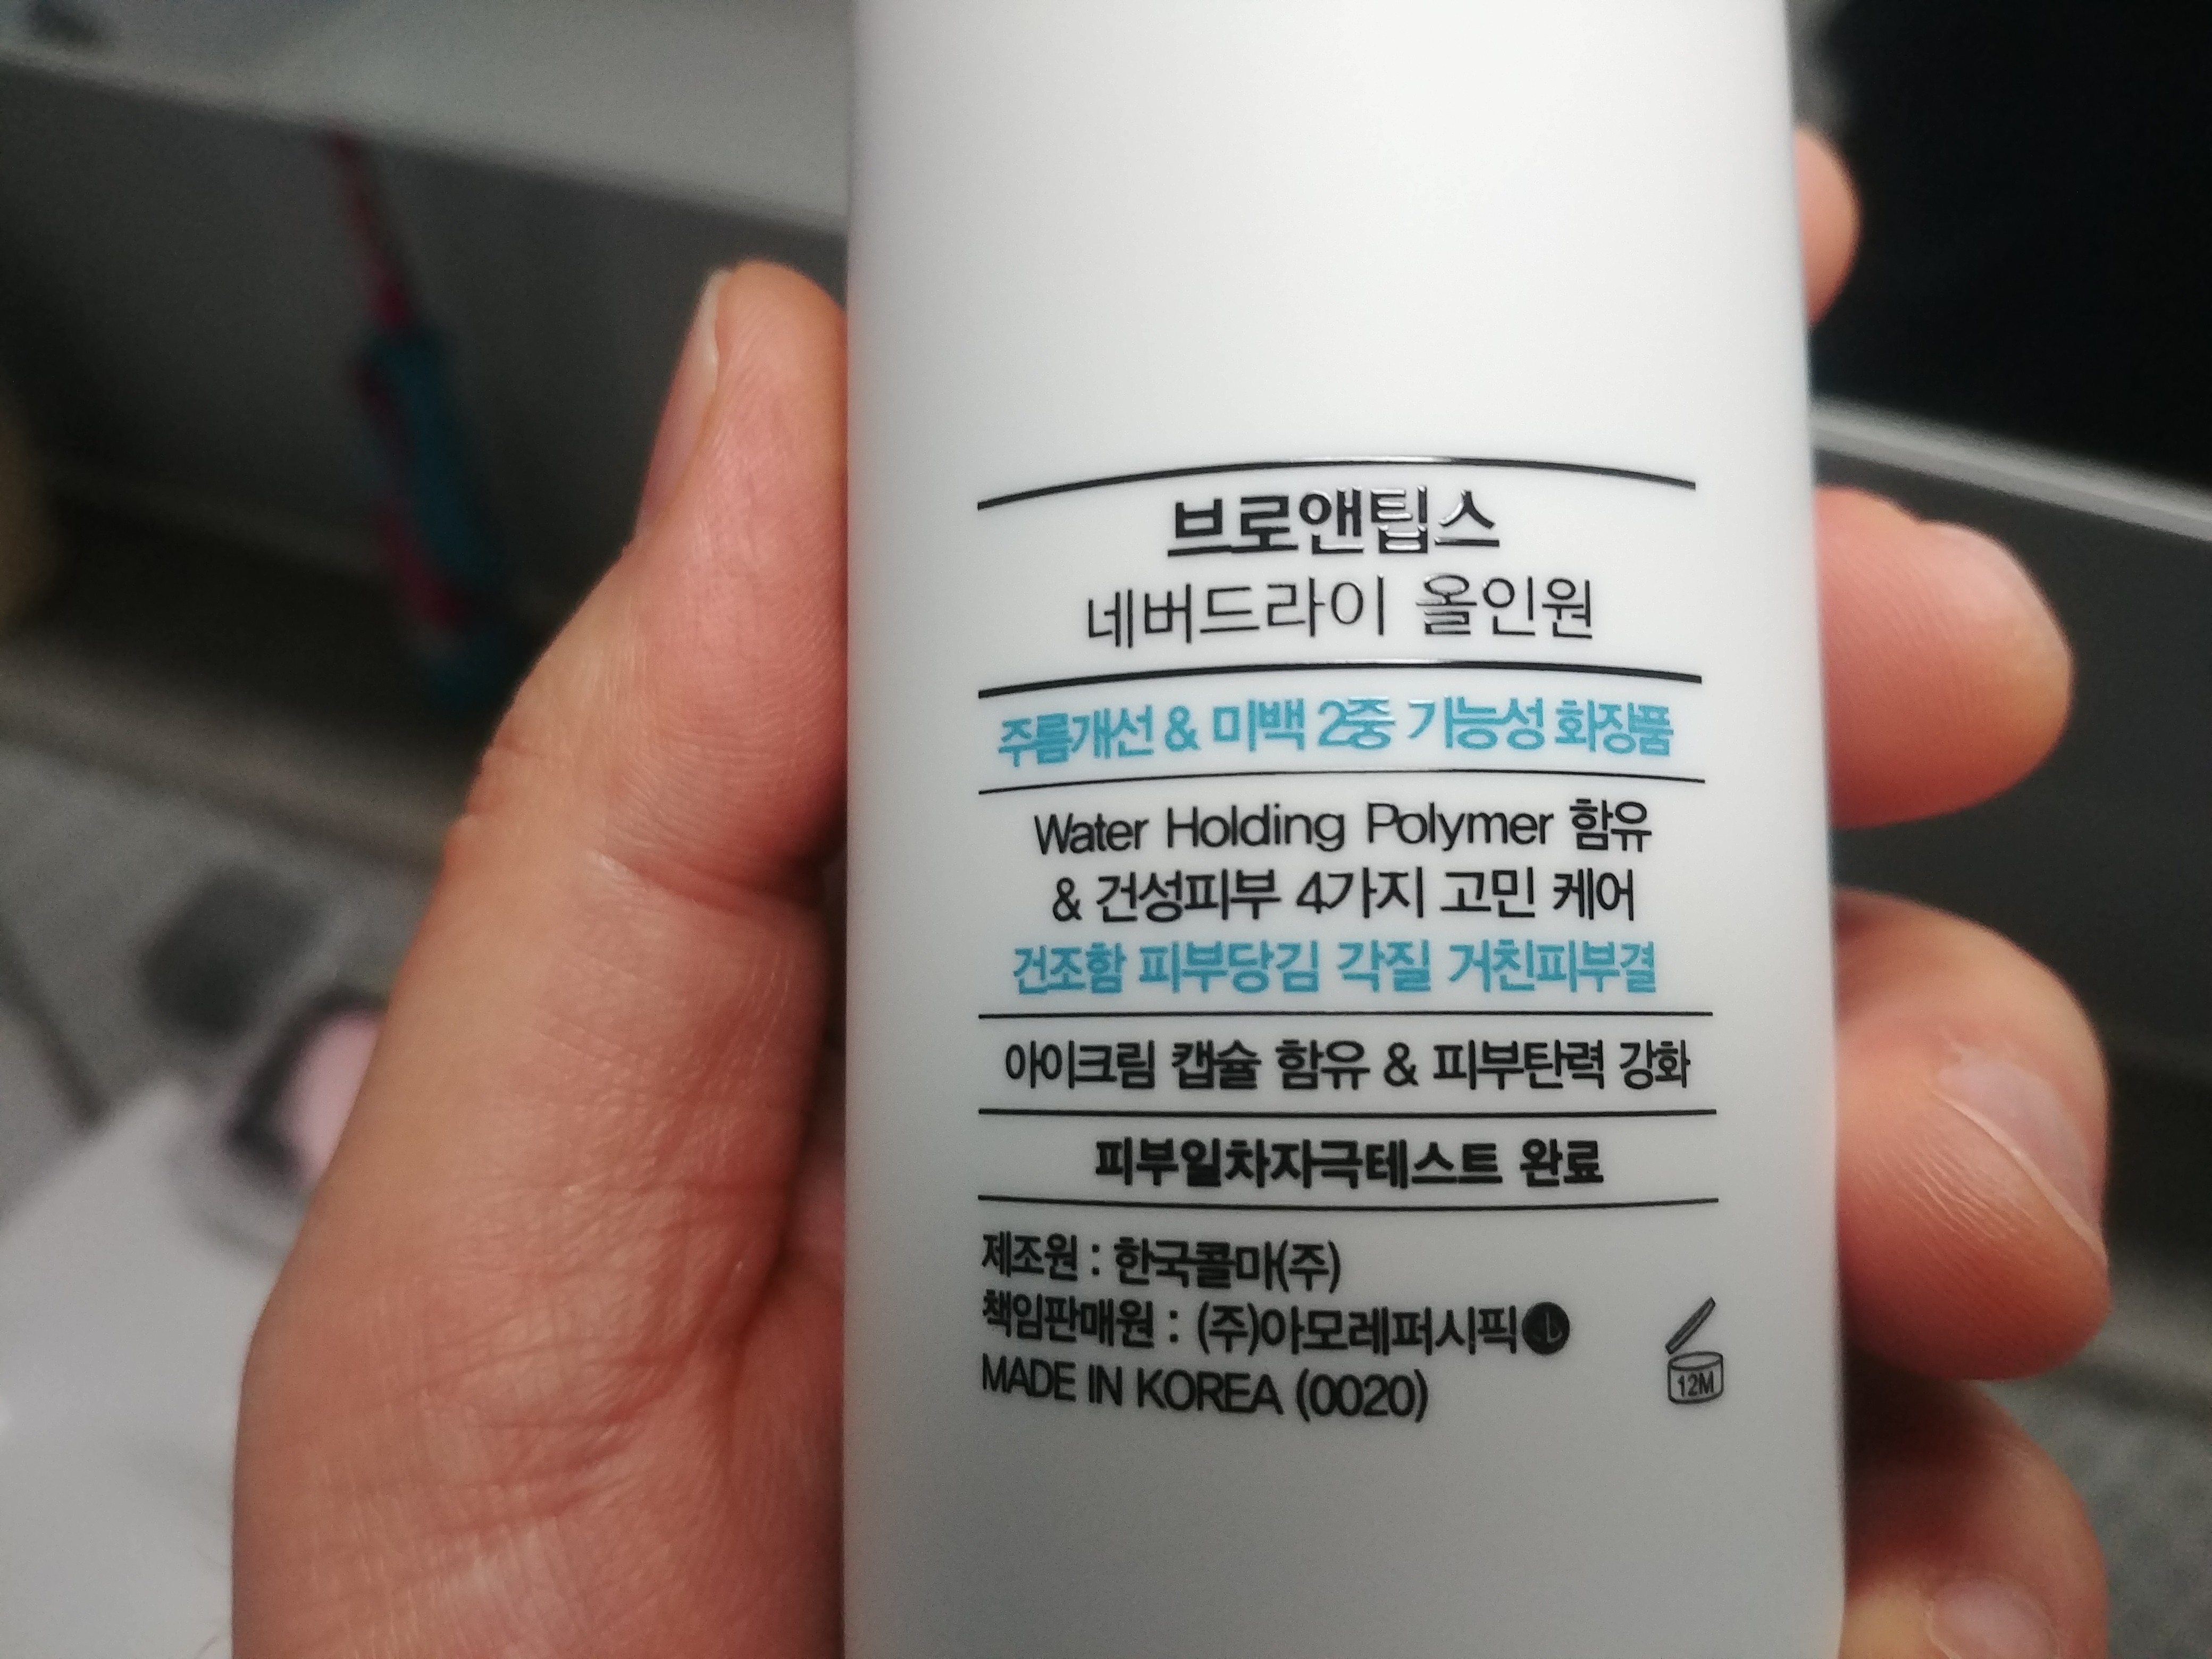 브로앤팁스
네버드라이 올인원
주름개선 & 미백 2중 기능성 화장품
Water Holding Polymer 함유
& 건성피부 4가지 고민 케어
건조함 피부당김 각질 거친피부결
아이크림 캡슐 함유 & 피부탄력 강화
피부일차자극테스트 완료
제조원 : 한국콜마(주)
책임판매원 : (주)아모레퍼시픽
MADE IN KOREA (0020)
12M